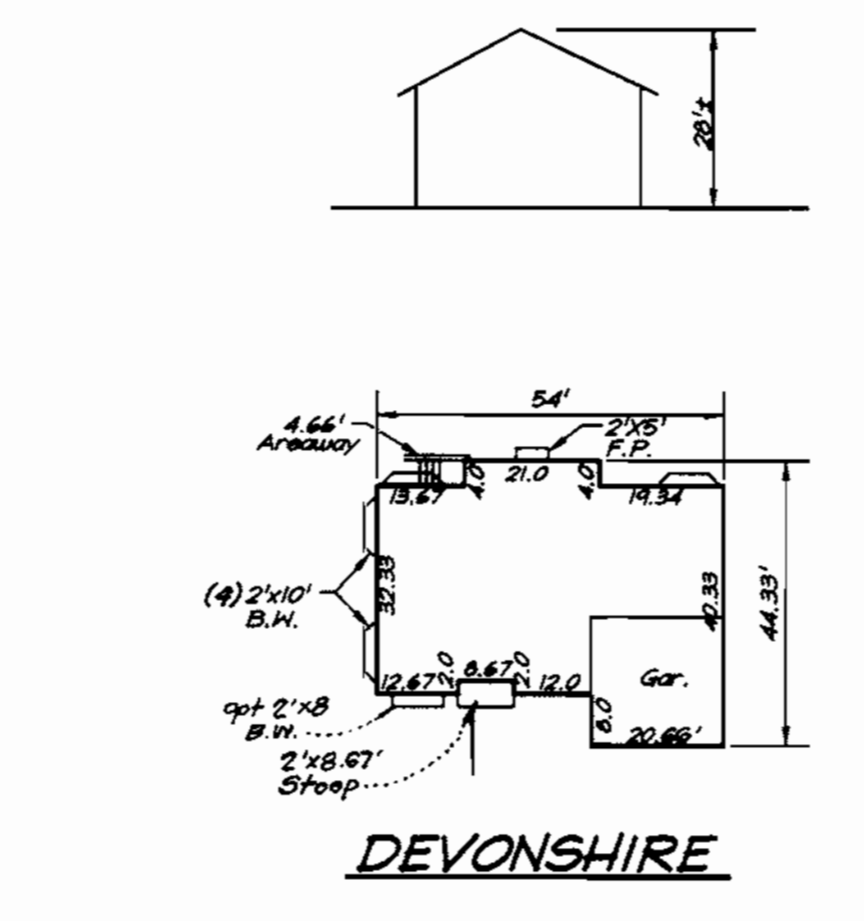 28'±
54'
4.66'
Areaway
2'x5'
F.P.
13.67
4.0
21.0
4.0
19.34
(4) 2'x10'
B.W.
32.33
40.33
44.33'
12.67
2.0
8.67
2.0
12.0
Gar.
8.0
20.66'
opt 2'x8
B.W.
2'x8.67'
Stoop
DEVONSHIRE